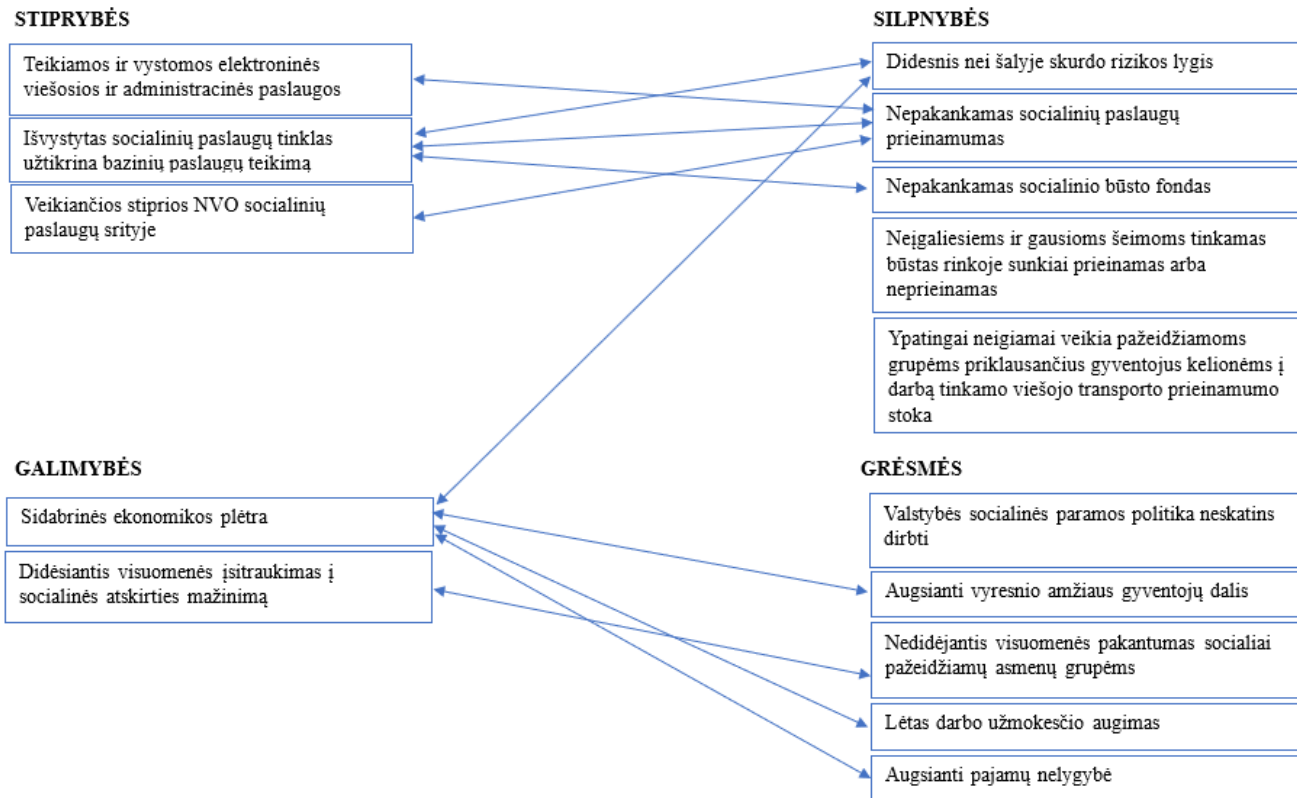 STIPRYBĖS
Teikiamos ir vystomos elektroninės
viešosios ir administracinės paslaugos
Išvystytas socialinių paslaugų tinklas
užtikrina bazinių paslaugų teikimą
Veikiančios stiprios NVO socialinių
paslaugų srityje
SILPNYBĖS
Didesnis nei šalyje skurdo rizikos lygis
Nepakankamas socialinių paslaugų
prieinamumas
Nepakankamas socialinio būsto fondas
Neįgaliesiems ir gausioms šeimoms tinkamas
būstas rinkoje sunkiai prieinamas arba
neprieinamas
Ypatingai neigiamai veikia pažeidžiamoms
grupėms priklausančius gyventojus kelionėms į
darbą tinkamo viešojo transporto prieinamumo
stoka
GALIMYBĖS
Sidabrinės ekonomikos plėtra
Didėsiantis visuomenės įsitraukimas į
socialinės atskirties mažinimą
GRĖSMĖS
Valstybės socialinės paramos politika neskatins
dirbti
Augsianti vyresnio amžiaus gyventojų dalis
Nedidėjantis visuomenės pakantumas socialiai
pažeidžiamų asmenų grupėms
Lėtas darbo užmokesčio augimas
Augsianti pajamų nelygybė